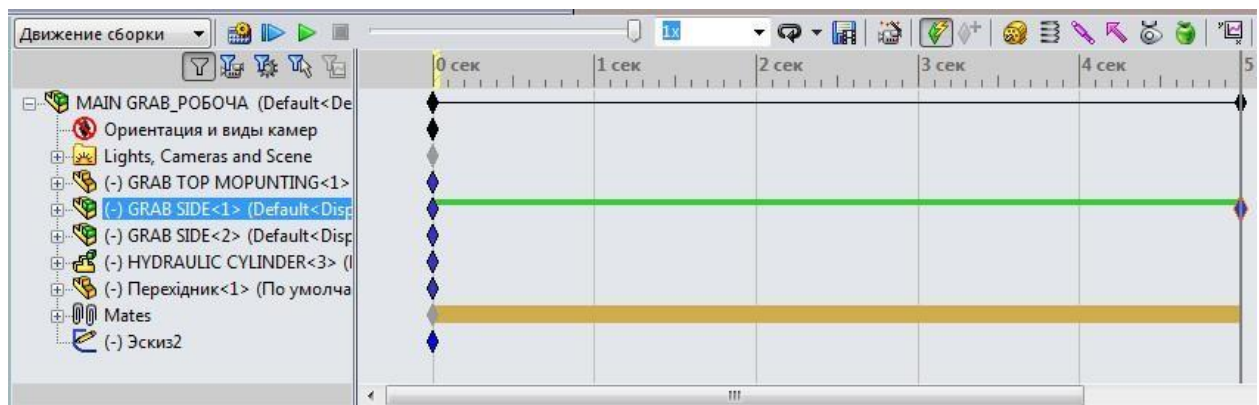 Движение сборки 1x
0 сек 1 сек 2 сек 3 сек 4 сек 5
MAIN GRAB_РОБОЧА (Default<De
Ориентация и виды камер
Lights, Cameras and Scene
(-) GRAB TOP MOPUNTING<1>
(-) GRAB SIDE<1> (Default<Disp
(-) GRAB SIDE<2> (Default<Disp
(-) HYDRAULIC CYLINDER<3> (
(-) Перехідник<1> (По умолча
Mates
(-) Эскиз2